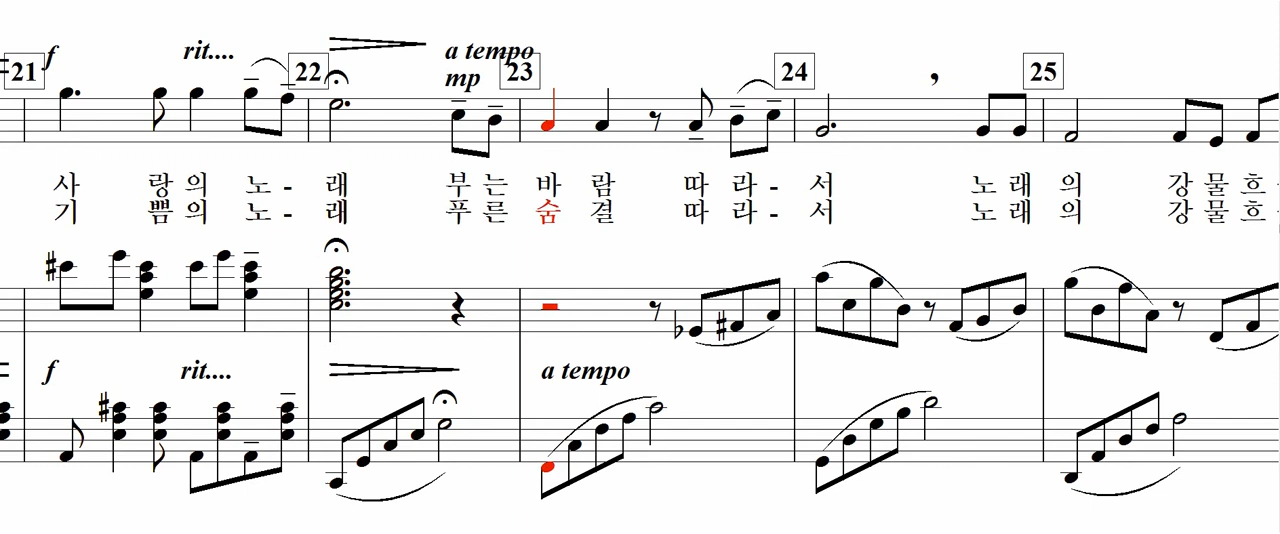 f rit.... a tempo
21 22 mp 23 24 25
사 랑 의 노 - 래 부 는 바 람 따 라 - 서 노 래 의 강 물 흐
기 쁨 의 노 - 래 푸 른 숨 결 따 라 - 서 노 래 의 강 물 흐
f rit.... a tempo